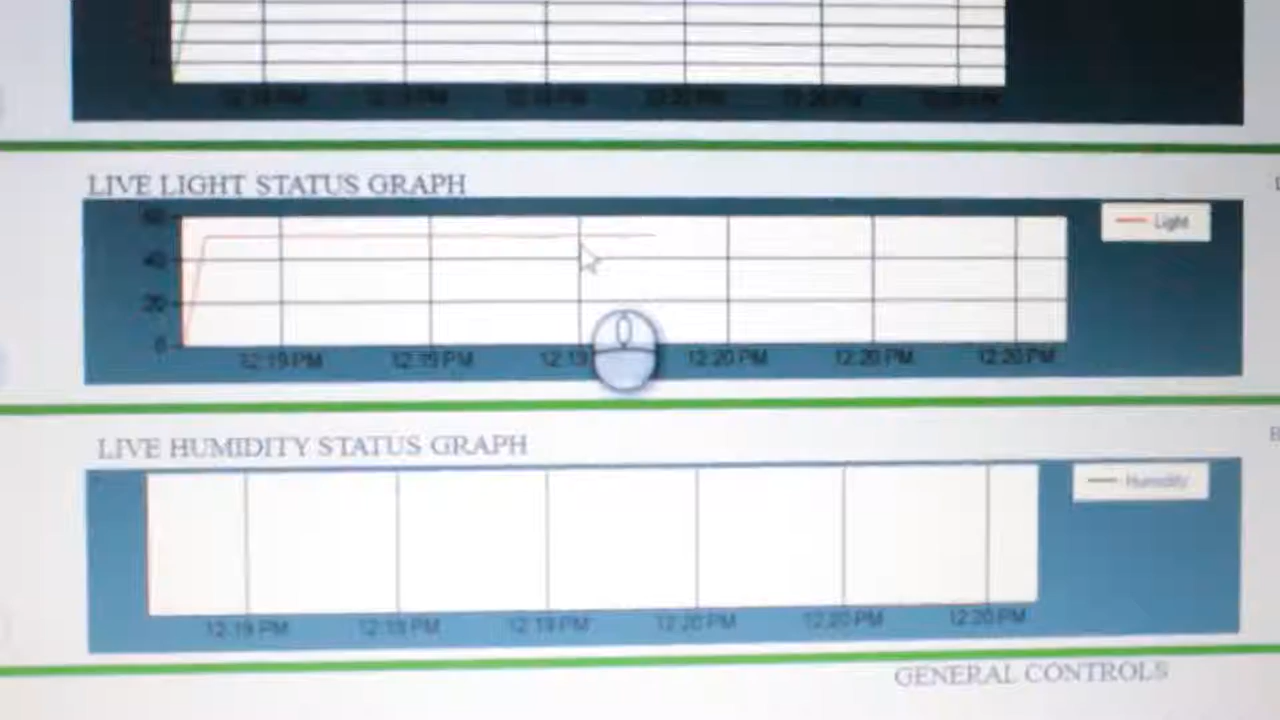 LIVE LIGHT STATUS GRAPH
60
Light
40
20
0
12:19 PM 12:19 PM 12:19 12:20 PM 12:20 PM 12:20 PM
LIVE HUMIDITY STATUS GRAPH
Humidity
12:19 PM 12:19 PM 12:19 PM 12:20 PM 12:20 PM 12:20 PM
GENERAL CONTROLS